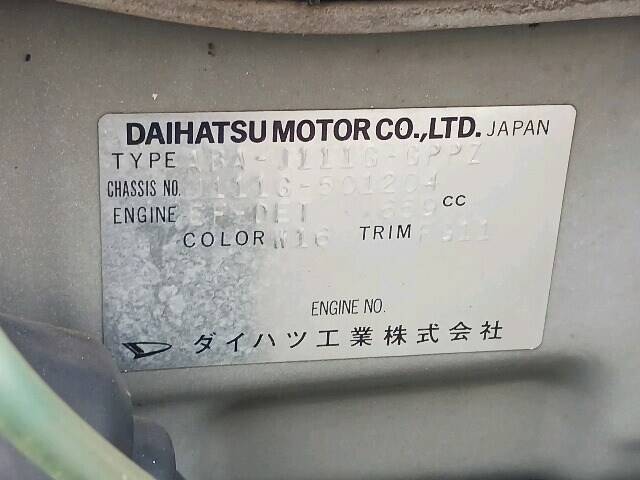 DAIHATSU MOTOR CO.,LTD. JAPAN
TYPE ABA-J111G-GPPZ
CHASSIS NO. J111G-501204
ENGINE EF-DET .659 CC
COLOR W16 TRIM
ENGINE NO.
ダイハツ工業株式会社